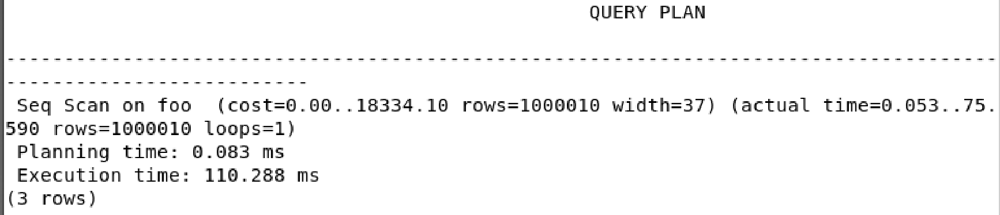 QUERY PLAN
--------------------------------------------------------------------------------------
--------------------------
Seq Scan on foo  (cost=0.00..18334.10 rows=1000010 width=37) (actual time=0.053..75.
590 rows=1000010 loops=1)
Planning time: 0.083 ms
Execution time: 110.288 ms
(3 rows)